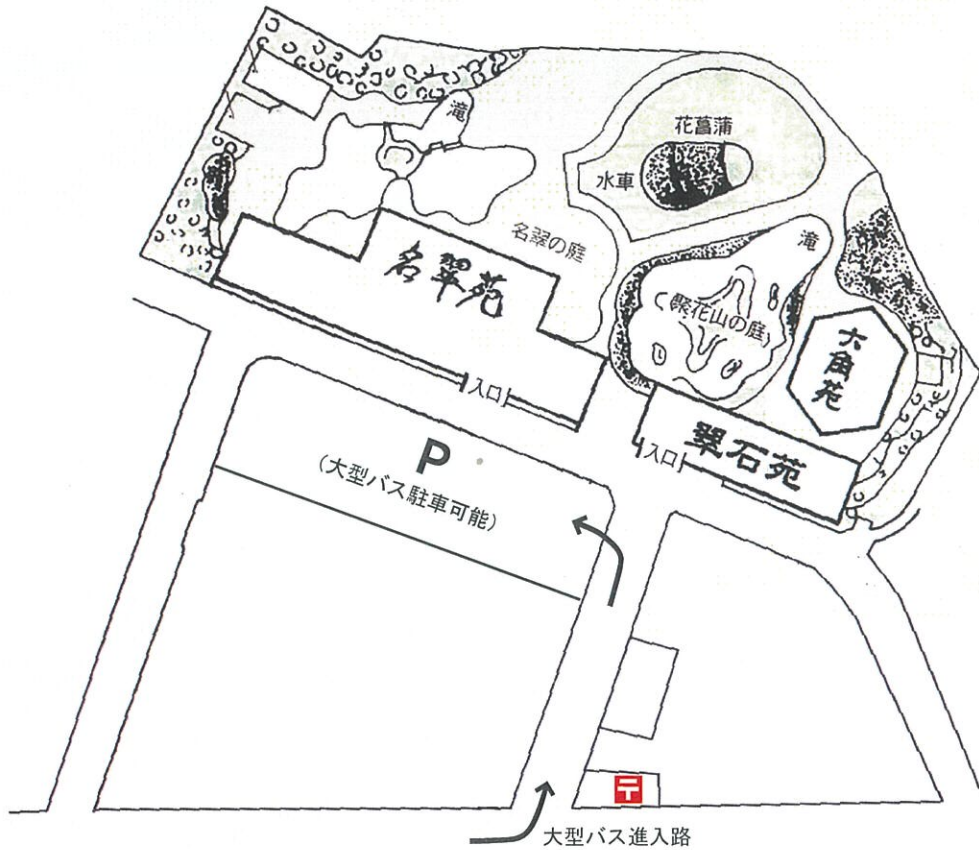 滝
花菖蒲
水車
名翠の庭
滝
名翠苑
(聚花山の庭)
六角苑
入口
翠石苑
入口
P
(大型バス駐車可能)
〒
大型バス進入路